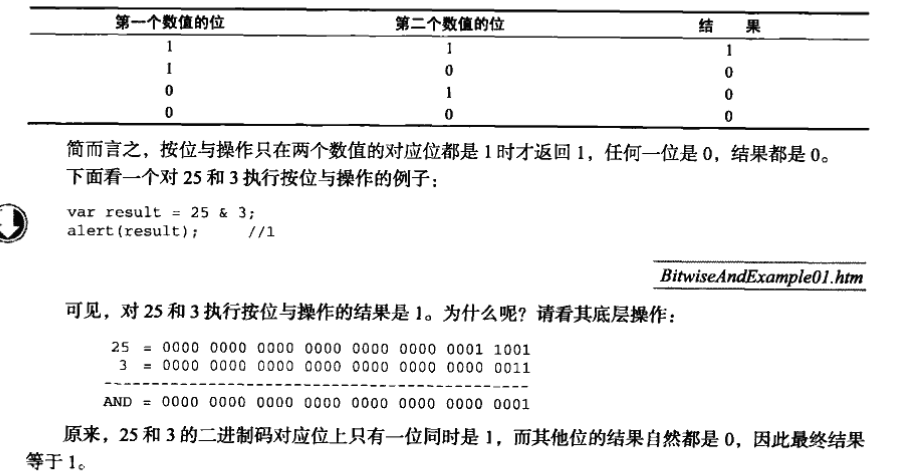 第一个数值的位 第二个数值的位 结 果
1 1 1
1 0 0
0 1 0
0 0 0
简而言之，按位与操作只在两个数值的对应位都是 1 时才返回 1，任何一位是 0，结果都是 0。
下面看一个对 25 和 3 执行按位与操作的例子：
var result = 25 & 3;
alert(result); //1
BitwiseAndExample01.htm
可见，对 25 和 3 执行按位与操作的结果是 1。为什么呢？请看其底层操作：
25 = 0000 0000 0000 0000 0000 0000 0001 1001
3 = 0000 0000 0000 0000 0000 0000 0000 0011
---------------------------------------------
AND = 0000 0000 0000 0000 0000 0000 0000 0001
原来，25 和 3 的二进制码对应位上只有一位同时是 1，而其他位的结果自然都是 0，因此最终结果
等于 1。